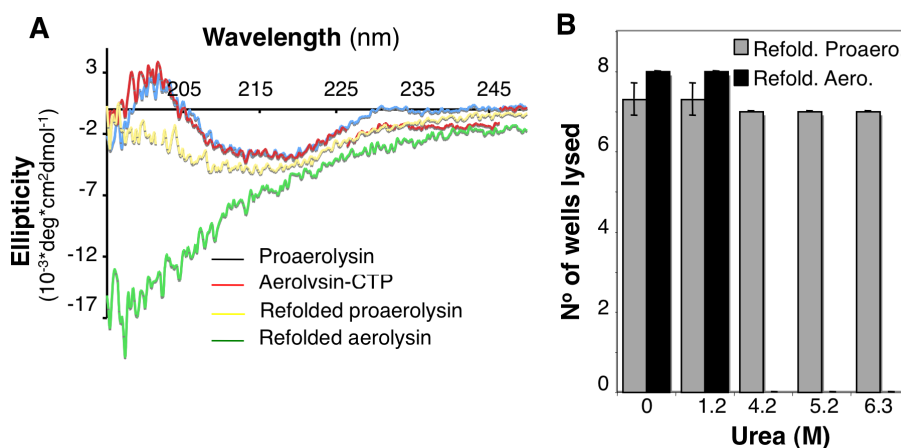 A
Wavelength (nm)
3
-2
-7
-12
-17
205 215 225 235 245
Ellipticity
(10-3*deg*cm2dmol-1)
Proaerolysin
Aerolvsin-CTP
Refolded proaerolysin
Refolded aerolysin
B
Refold. Proaero
Refold. Aero.
8
6
4
2
0
Nº of wells lysed
0 1.2 4.2 5.2 6.3
Urea (M)